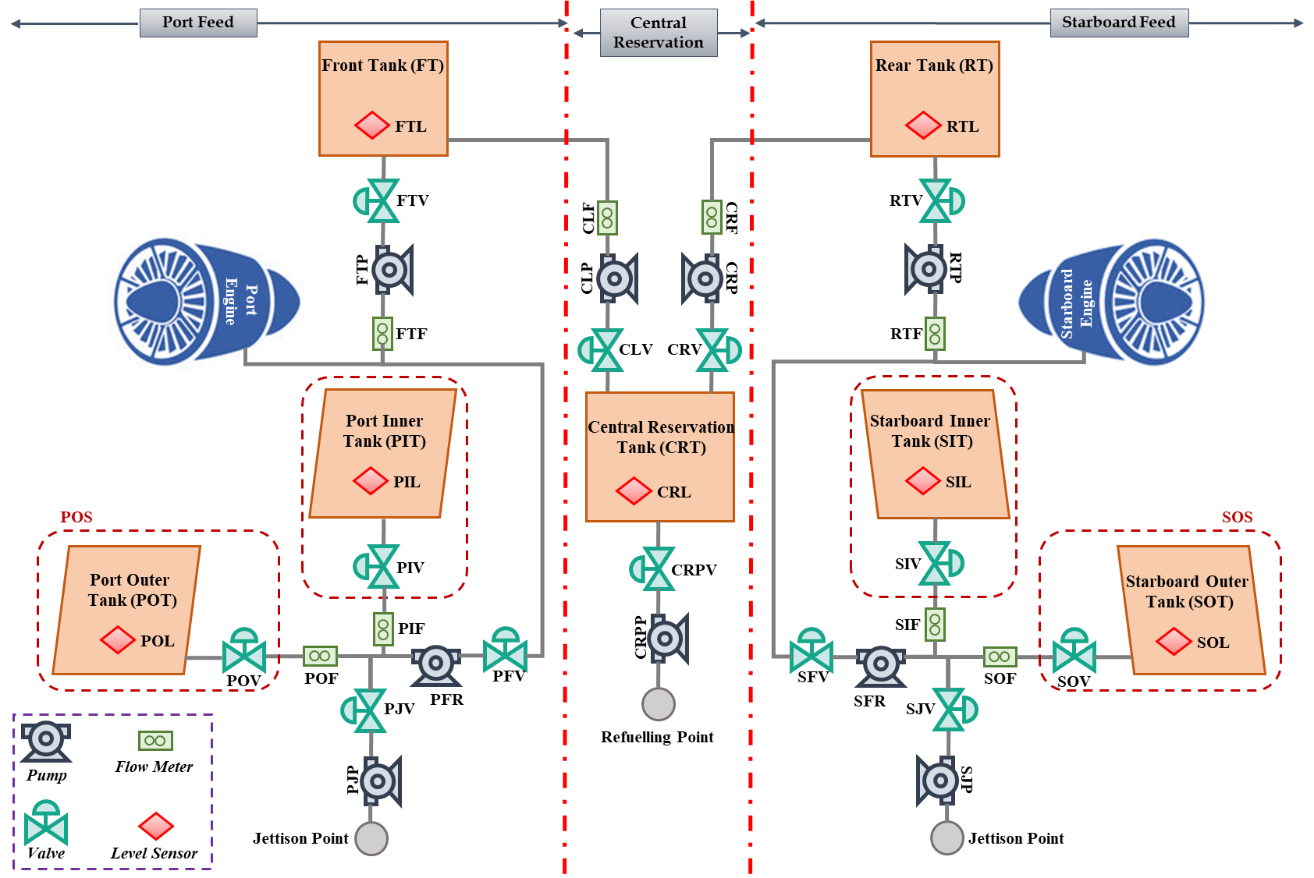 Port Feed
Central
Reservation
Starboard Feed
Front Tank (FT)
FTL
Rear Tank (RT)
RTL
FTV
CLF
CRF
RTV
FTP
CLP
CRP
RTP
Port
Engine
Starboard
Engine
FTF
CLV
CRV
RTF
Port Inner
Tank (PIT)
PIL
Central Reservation
Tank (CRT)
CRL
Starboard Inner
Tank (SIT)
SIL
POS
SOS
Port Outer
Tank (POT)
POL
PIV
CRPV
SIV
Starboard Outer
Tank (SOT)
SOL
PIF
CRPP
SIF
POV
POF
PFR
PFV
SFV
SFR
SOF
SOV
PJV
SJV
Refuelling Point
PJP
SJP
Jettison Point
Jettison Point
Pump
Flow Meter
Valve
Level Sensor